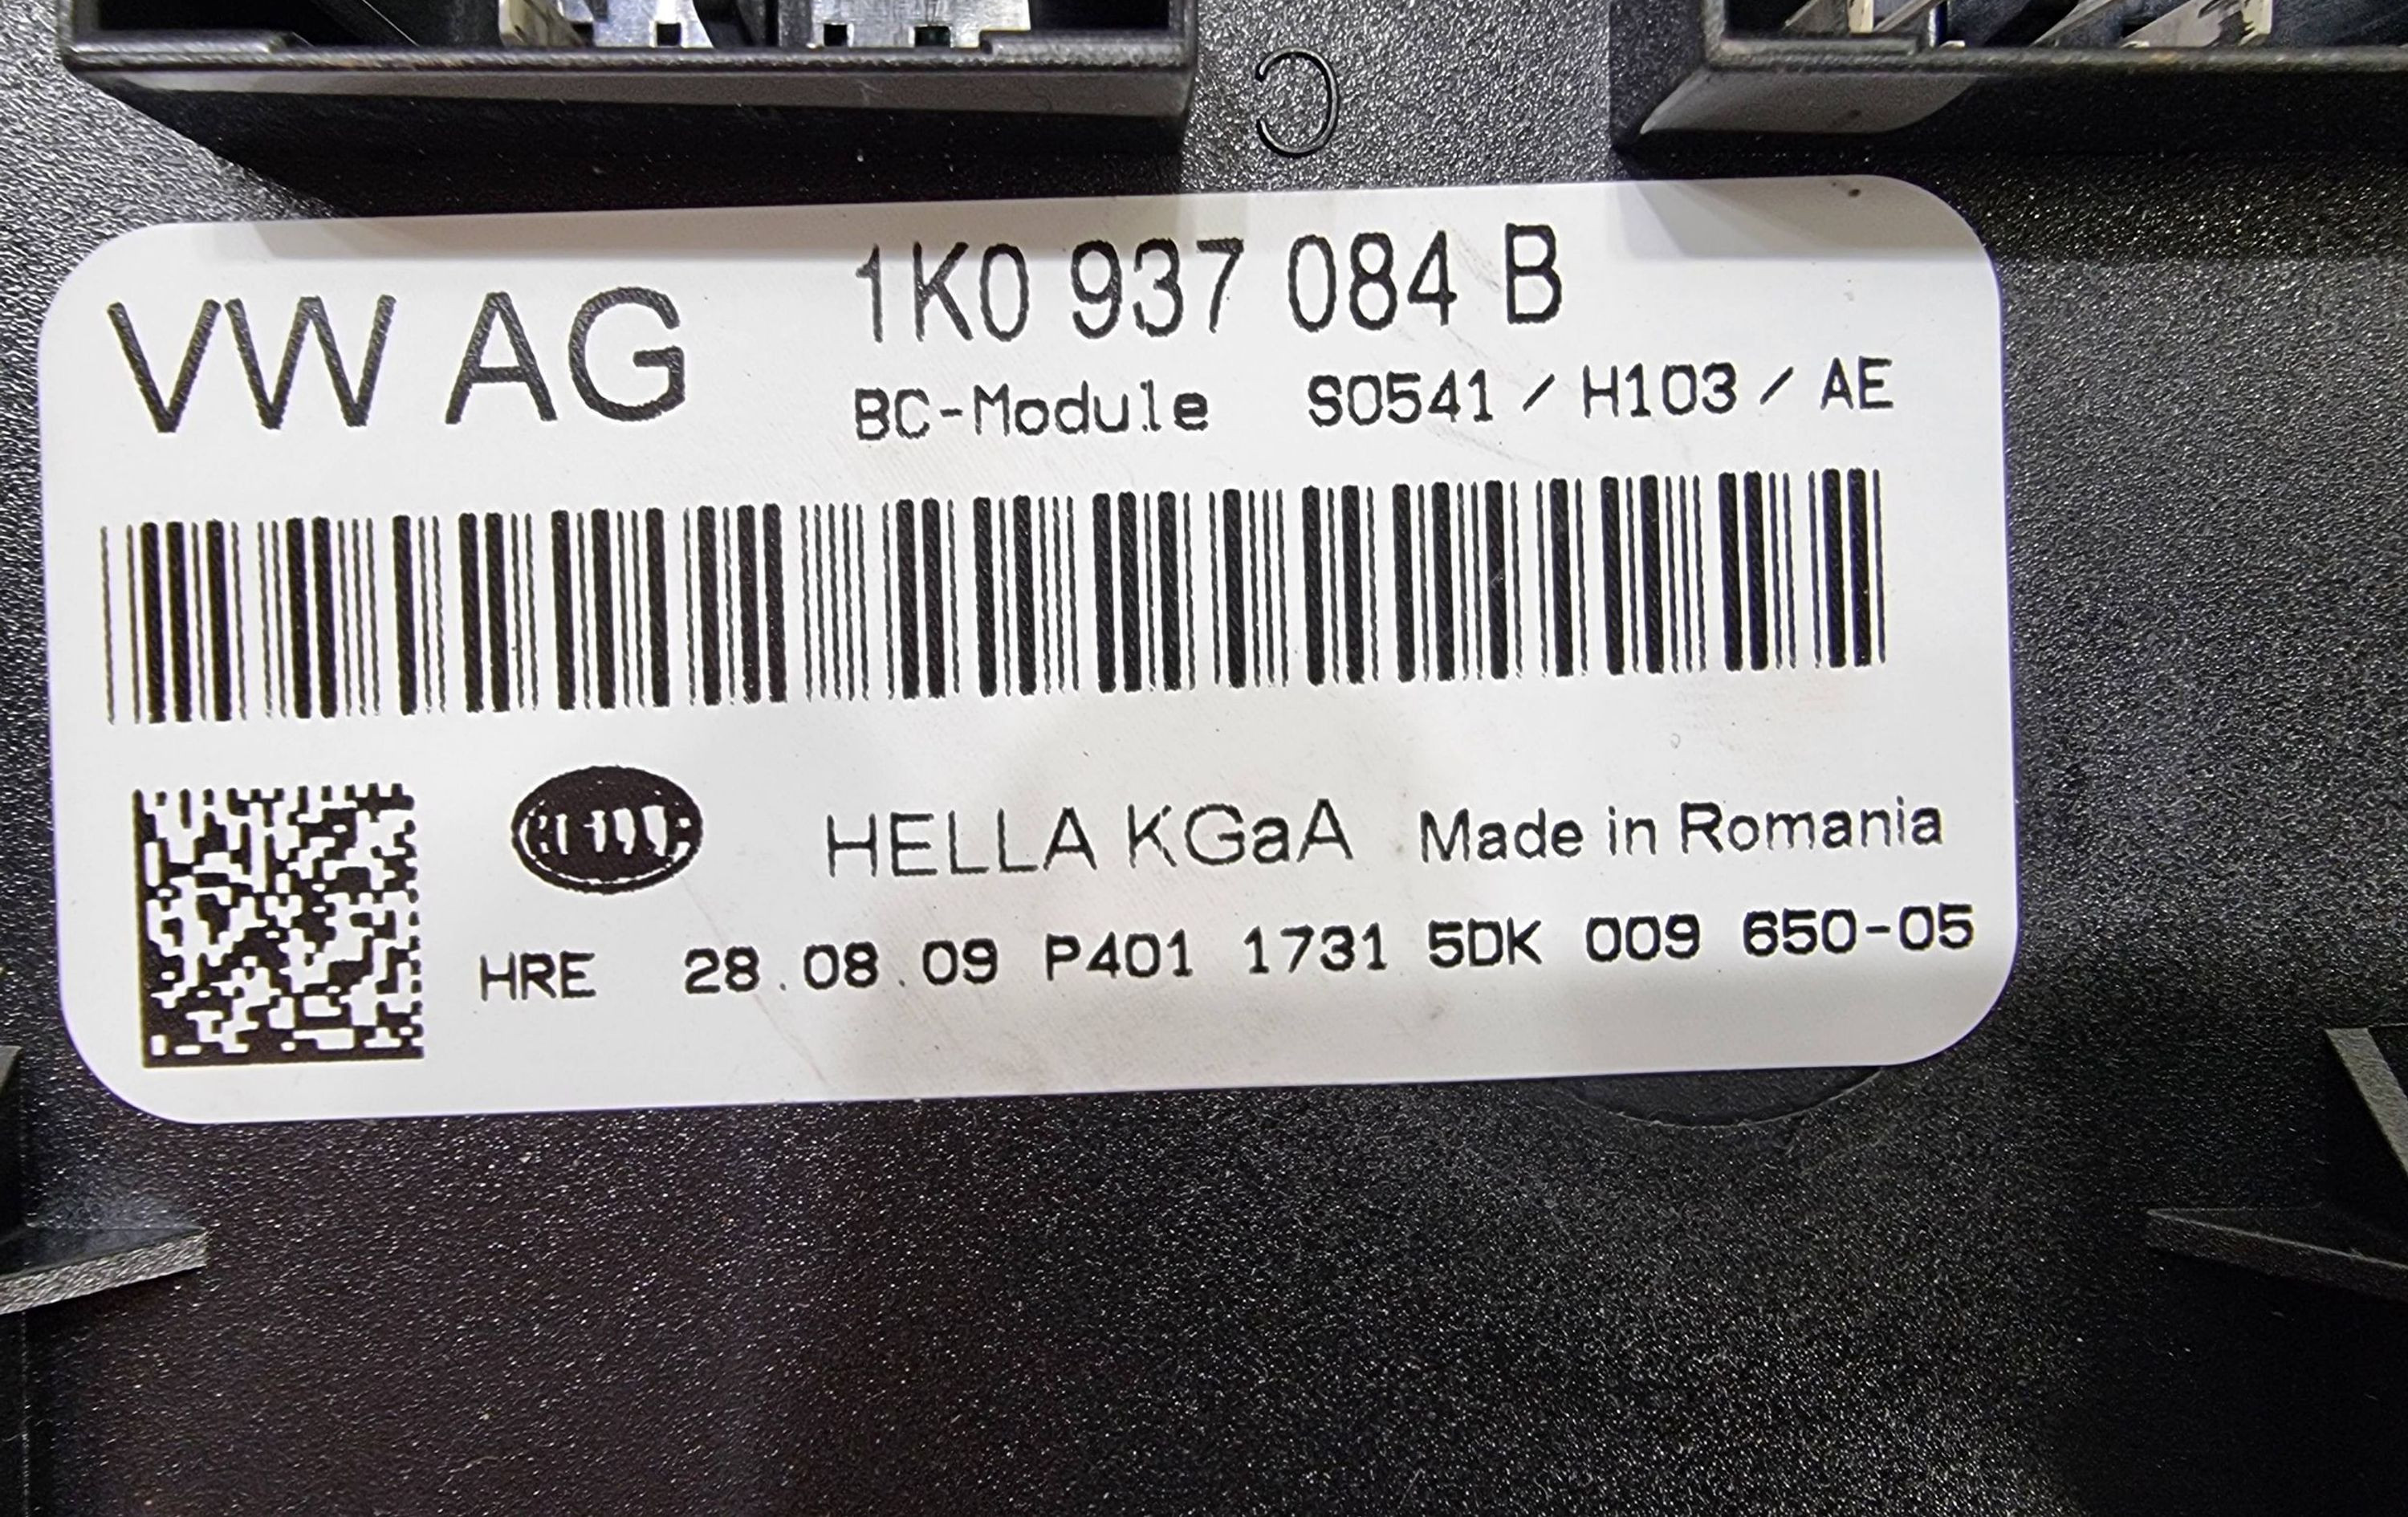 C
VW AG 1K0 937 084 B
BC-Module S0541 / H103 / AE
HELLA KGaA Made in Romania
HRE 28.08.09 P401 1731 5DK 009 650-05